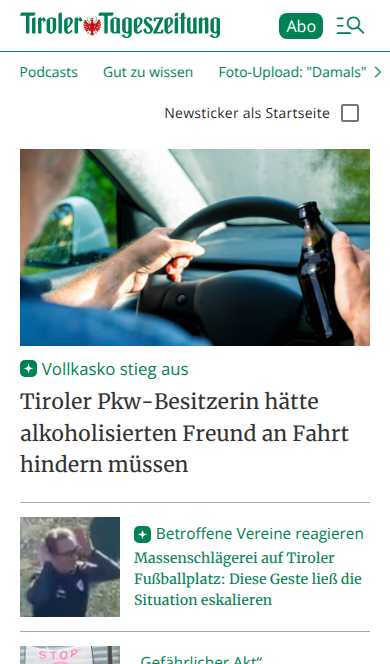 Tiroler Tageszeitung
Abo
Podcasts Gut zu wissen Foto-Upload: "Damals"
Newsticker als Startseite
Vollkasko stieg aus
Tiroler Pkw-Besitzerin hätte
alkoholisierten Freund an Fahrt
hindern müssen
Betroffene Vereine reagieren
Massenschlägerei auf Tiroler
Fußballplatz: Diese Geste ließ die
Situation eskalieren
STOP
„Gefährlicher Akt“